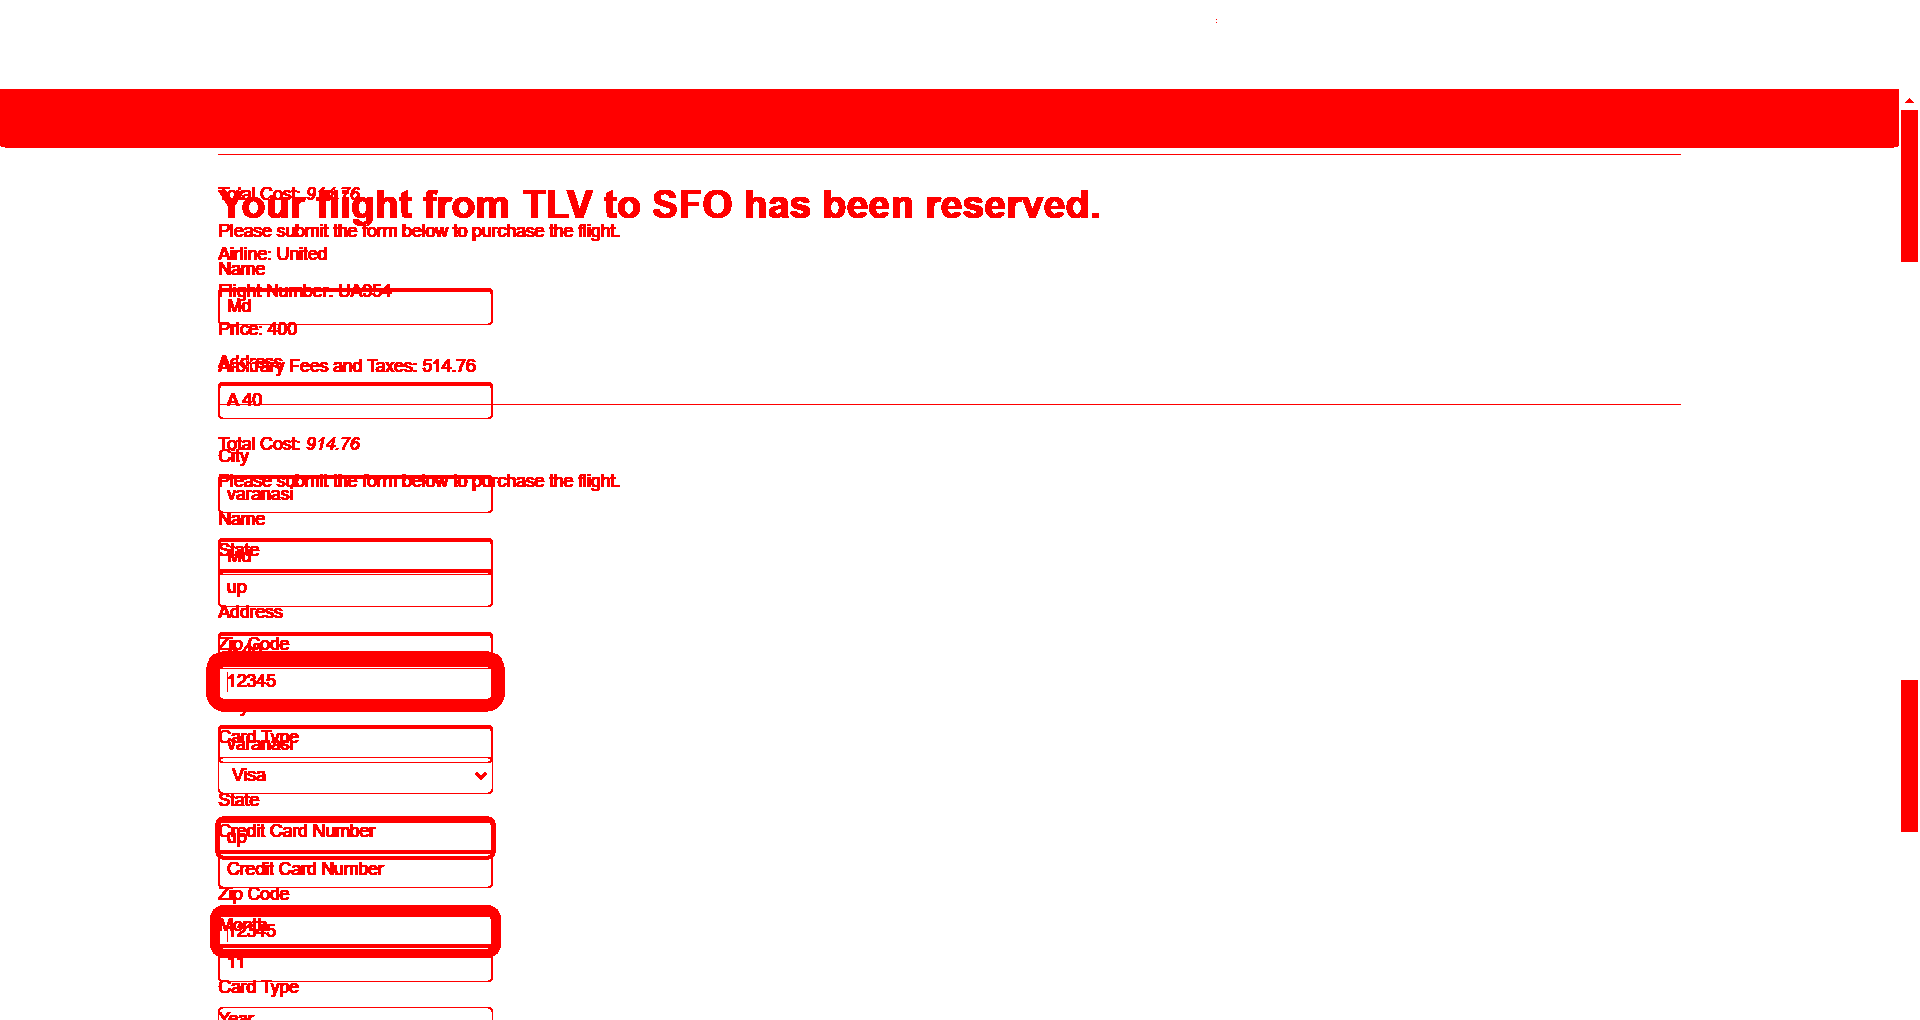 Total Cost: 914.76
Your flight from TLV to SFO has been reserved.
Please submit the form below to purchase the flight.
Airline: United
Name
Flight Number: UA954
Md
Price: 400
Address
Arbitrary Fees and Taxes: 514.76
A 40
Total Cost: 914.76
City
Please submit the form below to purchase the flight.
varanasi
Name
State
Md
up
Address
Zip Code
12345
Card Type
varanasi
Visa
State
Credit Card Number
up
Credit Card Number
Zip Code
Month
12345
11
Card Type
Year